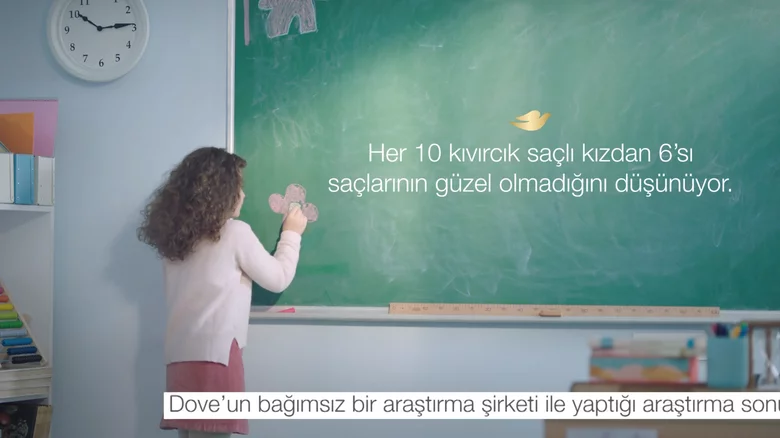 Her 10 kıvırcık saçlı kızdan 6’sı
saçlarının güzel olmadığını düşünüyor.
Dove’un bağımsız bir araştırma şirketi ile yaptığı araştırma